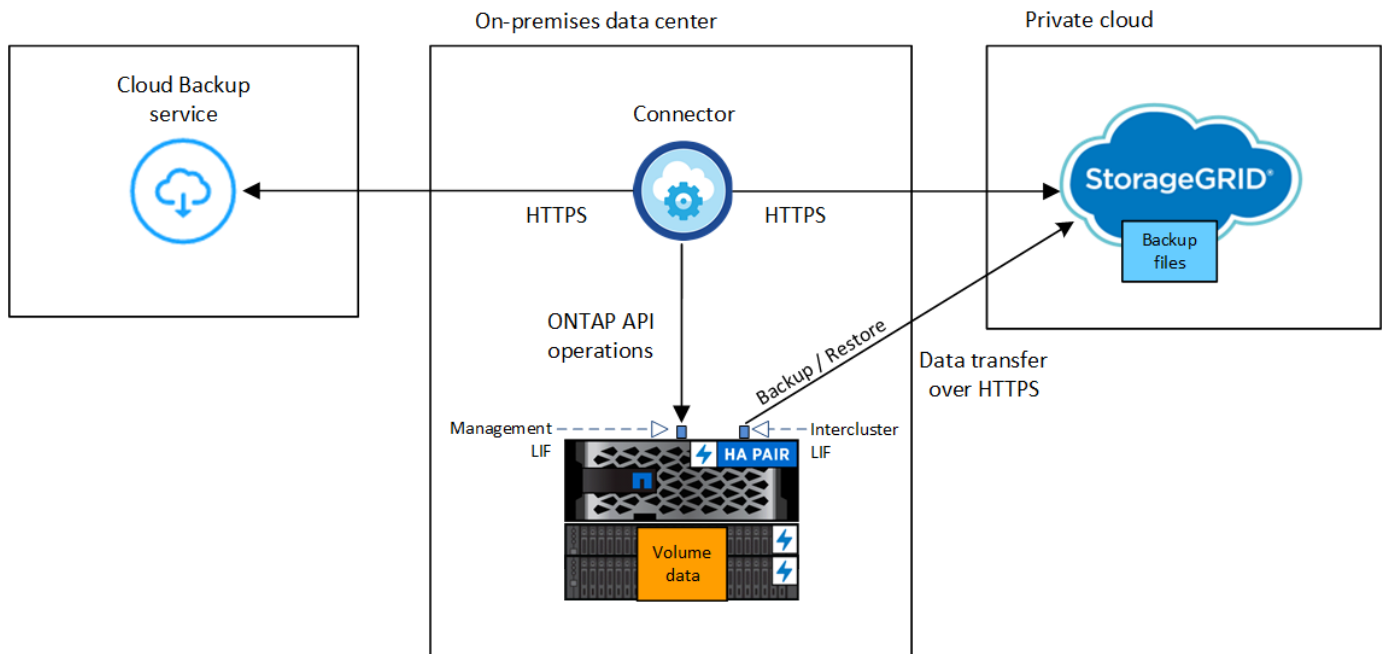 On-premises data center
Private cloud
Cloud Backup
service
Connector
StorageGRID®
Backup
files
HTTPS
HTTPS
ONTAP API
operations
Backup / Restore
Data transfer
over HTTPS
Management
LIF
Intercluster
LIF
HA PAIR
Volume
data